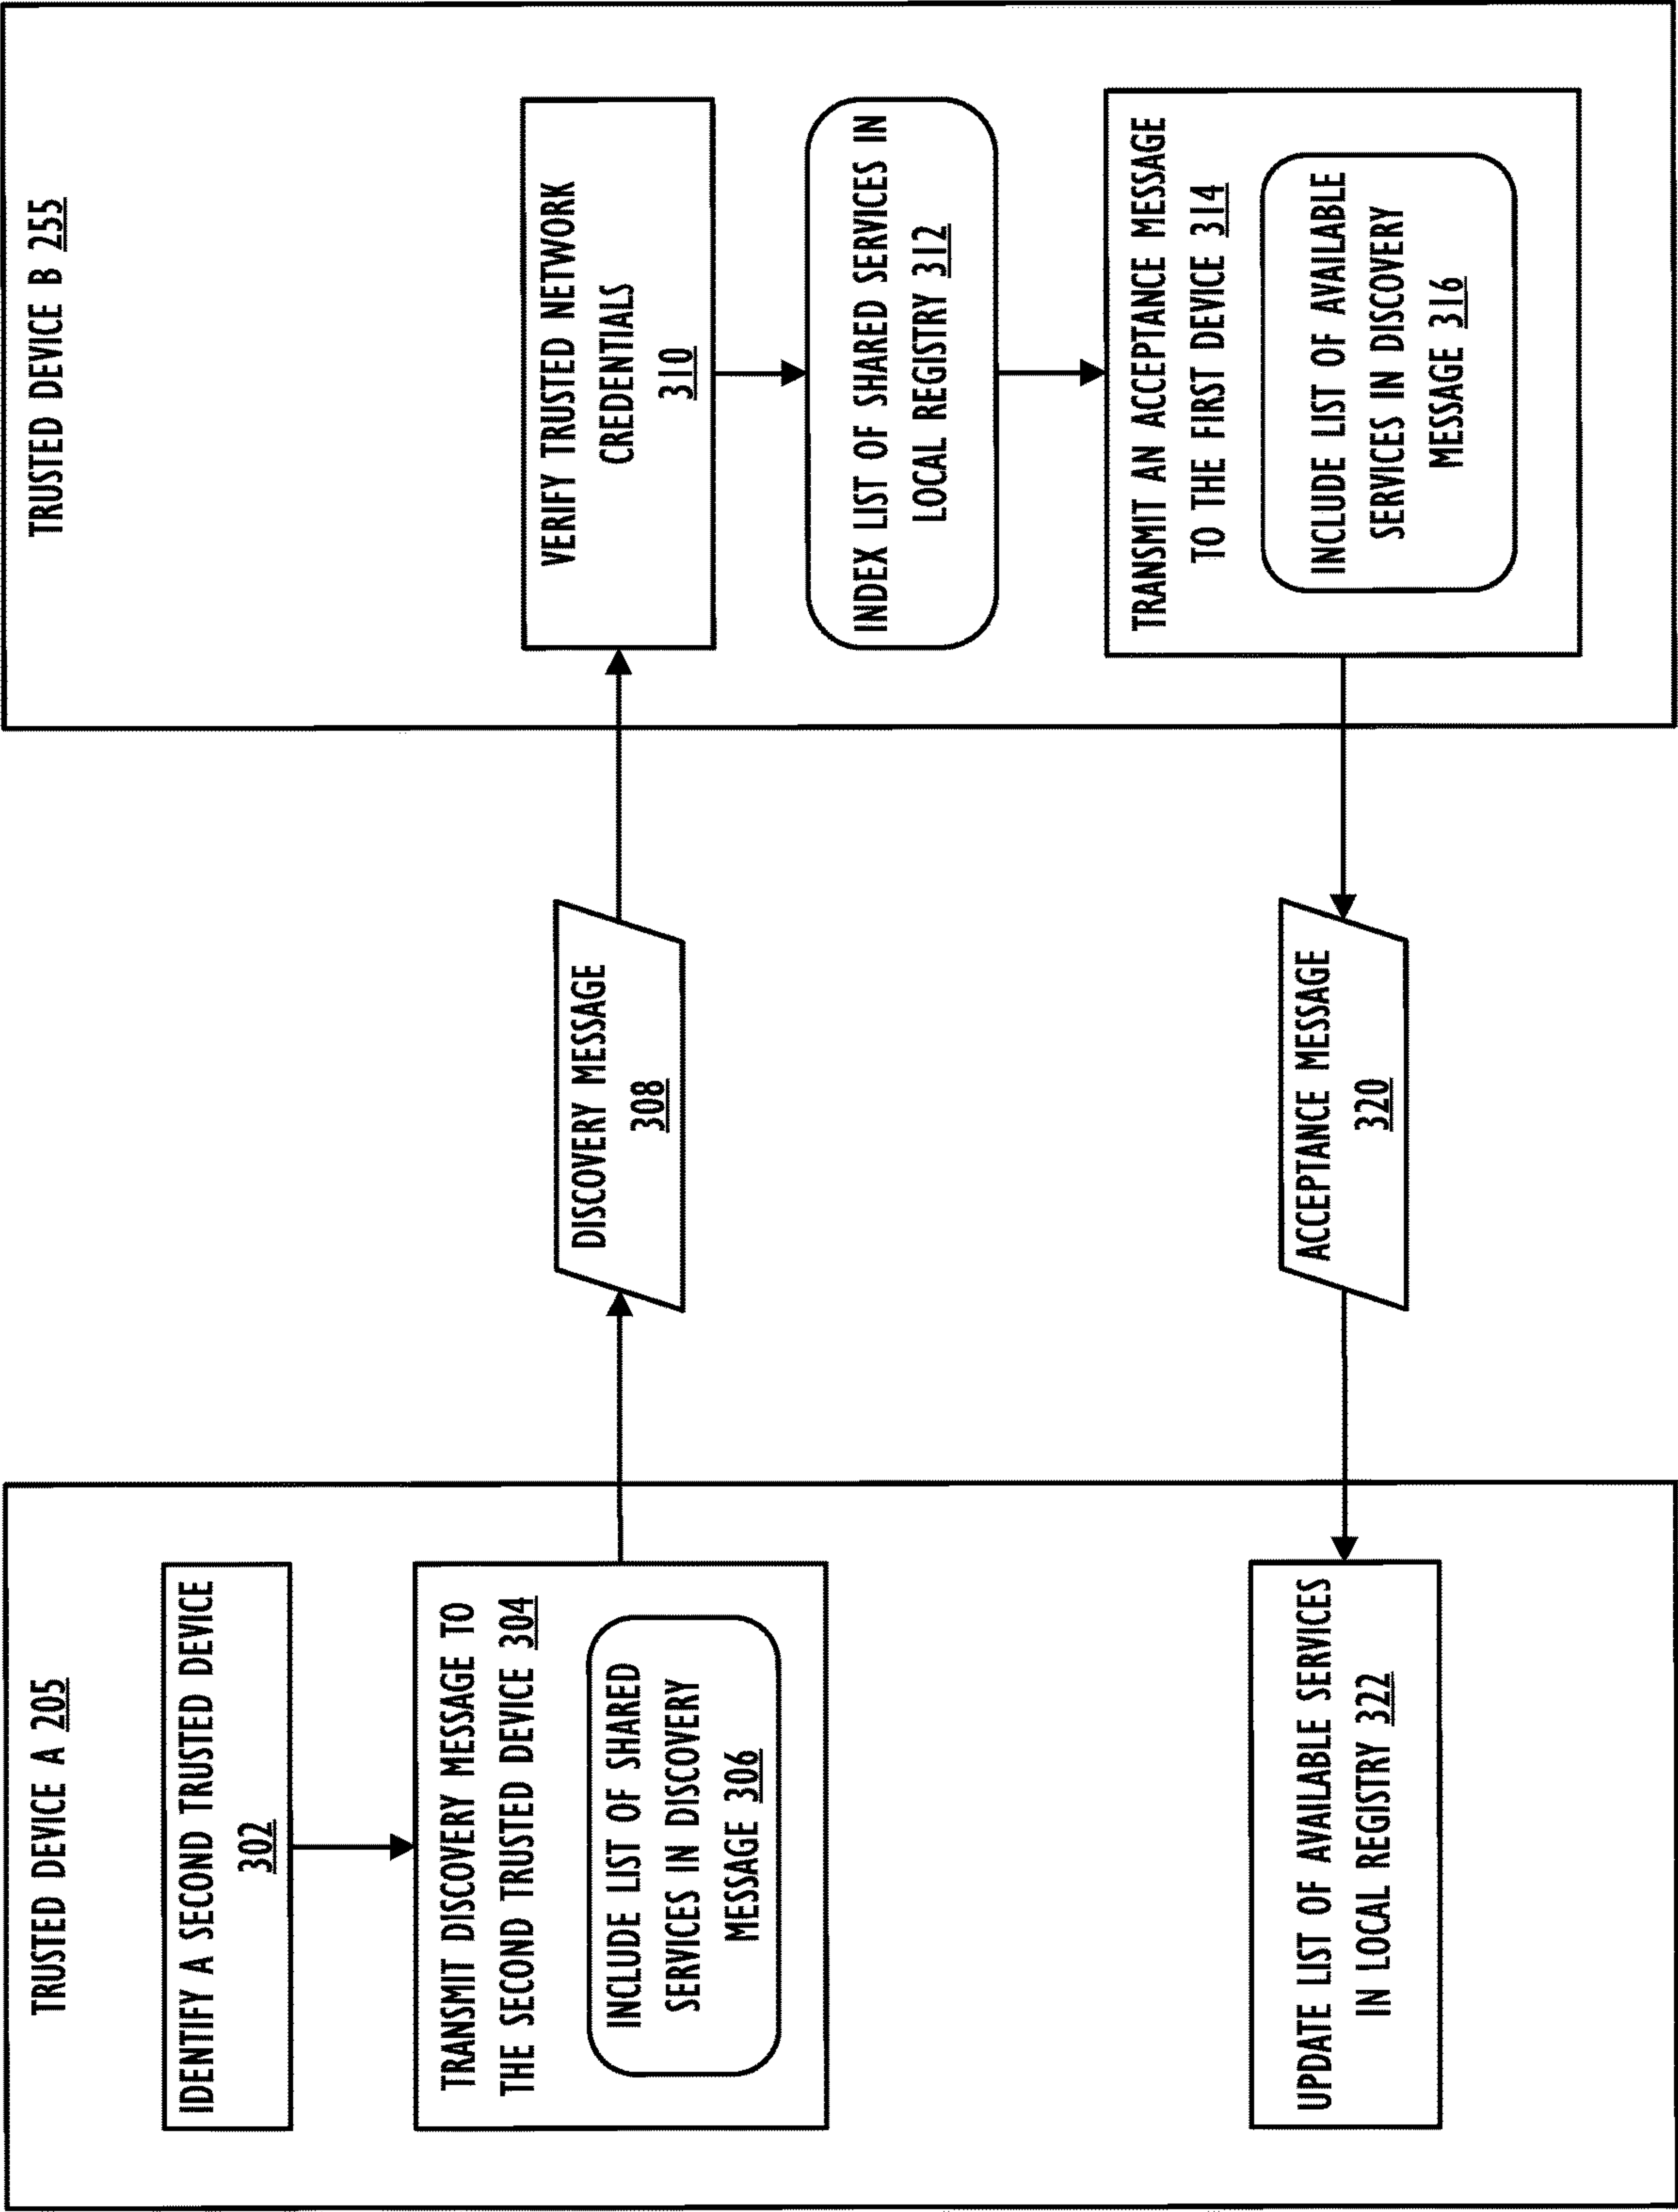 TRUSTED DEVICE A 205
IDENTIFY A SECOND TRUSTED DEVICE
302
TRANSMIT DISCOVERY MESSAGE TO
THE SECOND TRUSTED DEVICE 304
INCLUDE LIST OF SHARED
SERVICES IN DISCOVERY
MESSAGE 306
DISCOVERY MESSAGE
308
TRUSTED DEVICE B 255
VERIFY TRUSTED NETWORK
CREDENTIALS
310
INDEX LIST OF SHARED SERVICES IN
LOCAL REGISTRY 312
TRANSMIT AN ACCEPTANCE MESSAGE
TO THE FIRST DEVICE 314
INCLUDE LIST OF AVAILABLE
SERVICES IN DISCOVERY
MESSAGE 316
ACCEPTANCE MESSAGE
320
UPDATE LIST OF AVAILABLE SERVICES
IN LOCAL REGISTRY 322